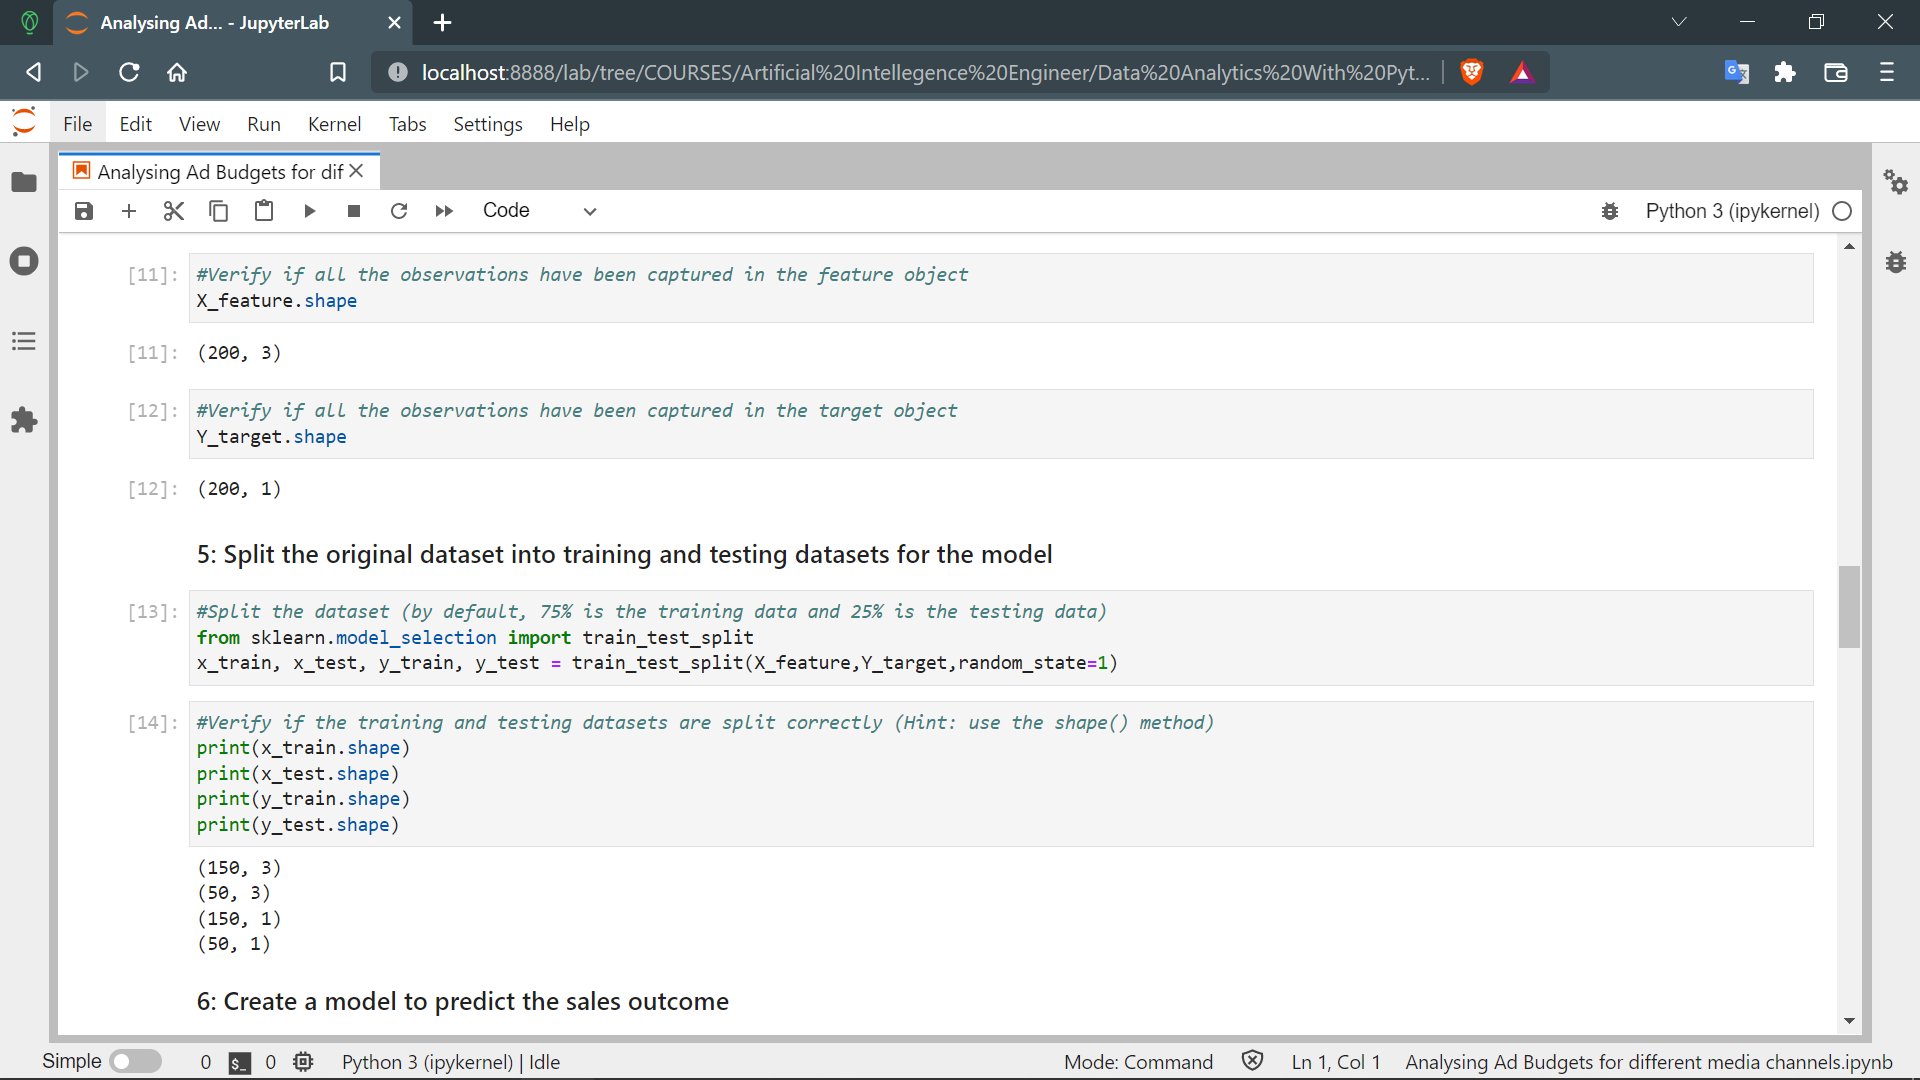 Analysing Ad... - JupyterLab
localhost:8888/lab/tree/COURSES/Artificial%20Intellegence%20Engineer/Data%20Analytics%20With%20Pyt...
File Edit View Run Kernel Tabs Settings Help
Analysing Ad Budgets for dif
Code
Python 3 (ipykernel)
[11]: #Verify if all the observations have been captured in the feature object
X_feature.shape
[11]: (200, 3)
[12]: #Verify if all the observations have been captured in the target object
Y_target.shape
[12]: (200, 1)
5: Split the original dataset into training and testing datasets for the model
[13]: #Split the dataset (by default, 75% is the training data and 25% is the testing data)
from sklearn.model_selection import train_test_split
x_train, x_test, y_train, y_test = train_test_split(X_feature,Y_target,random_state=1)
[14]: #Verify if the training and testing datasets are split correctly (Hint: use the shape() method)
print(x_train.shape)
print(x_test.shape)
print(y_train.shape)
print(y_test.shape)
(150, 3)
(50, 3)
(150, 1)
(50, 1)
6: Create a model to predict the sales outcome
Simple 0 $_ 0 Python 3 (ipykernel) | Idle Mode: Command Ln 1, Col 1 Analysing Ad Budgets for different media channels.ipynb